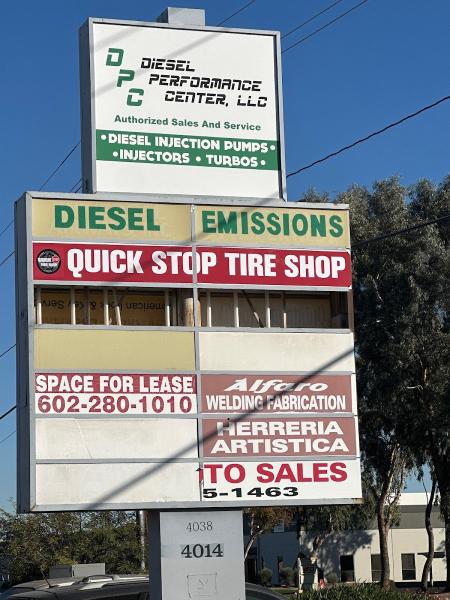 DPC
DIESEL
PERFORMANCE
CENTER, LLC
Authorized Sales And Service
• DIESEL INJECTION PUMPS •
• INJECTORS • TURBOS •
DIESEL EMISSIONS
QUICK STOP TIRE SHOP
American
SPACE FOR LEASE
602-280-1010
Alfaro
WELDING FABRICATION
HERRERIA
ARTISTICA
TO SALES
5-1463
4038
4014